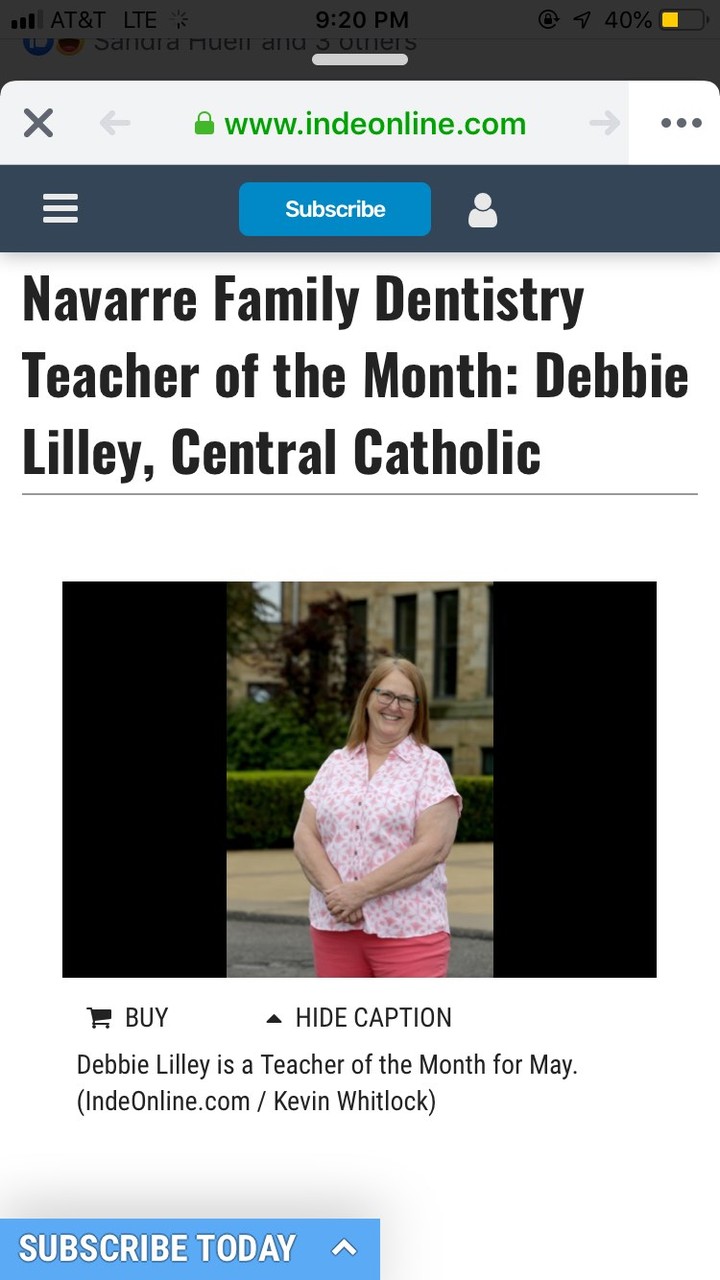 AT&T LTE 9:20 PM 40%
Sandra Huell and 3 others
www.indeonline.com
Subscribe
Navarre Family Dentistry
Teacher of the Month: Debbie
Lilley, Central Catholic
BUY HIDE CAPTION
Debbie Lilley is a Teacher of the Month for May.
(IndeOnline.com / Kevin Whitlock)
SUBSCRIBE TODAY